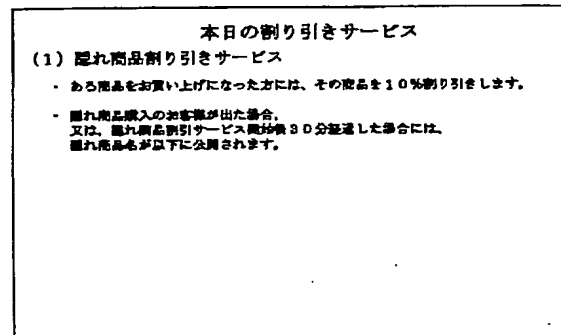 本日の割り引きサービス
(1) 隠れ商品割り引きサービス
・ ある商品をお買い上げになった方には、その商品を10%割り引きします。
・ 隠れ商品購入のお客様が出た場合、
又は、隠れ商品割引サービス開始後30分経過した場合には、
隠れ商品名が以下に公開されます。